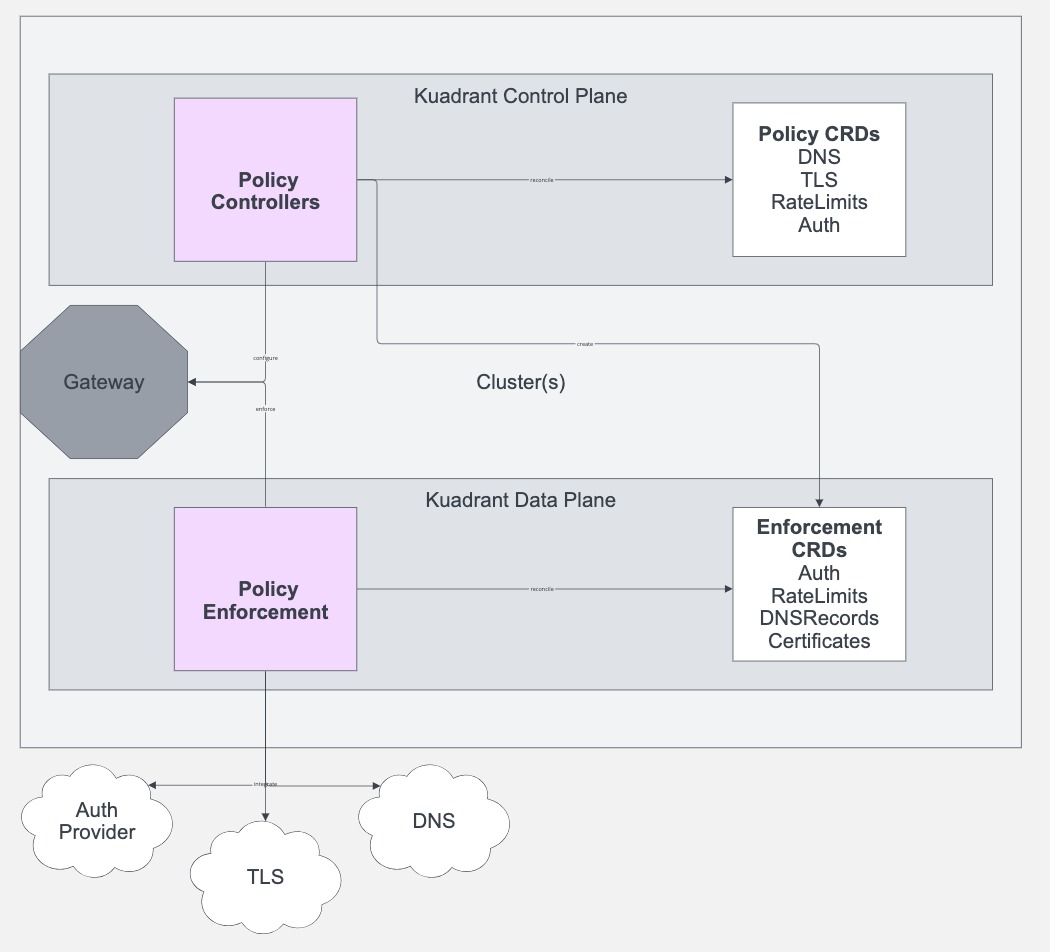 Kuadrant Control Plane
Policy
Controllers
reconcile
Policy CRDs
DNS
TLS
RateLimits
Auth
configure
create
Gateway
Cluster(s)
enforce
Kuadrant Data Plane
Policy
Enforcement
reconcile
Enforcement
CRDs
Auth
RateLimits
DNSRecords
Certificates
integrate
Auth
Provider
DNS
TLS